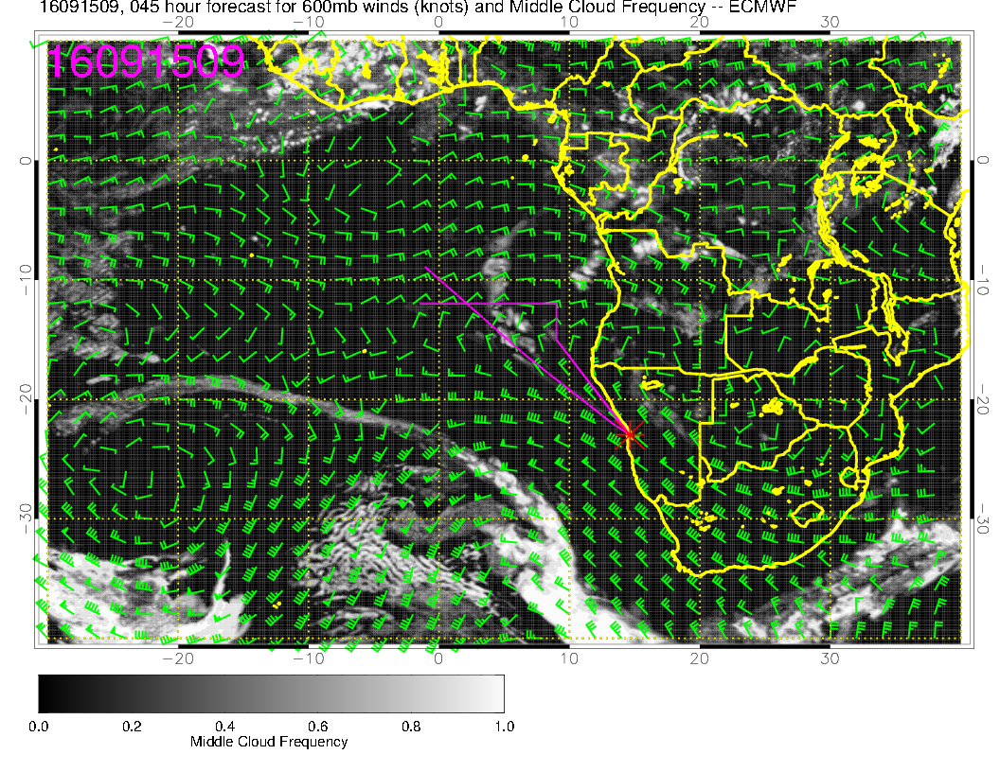 16091509, 045 hour forecast for 600mb winds (knots) and Middle Cloud Frequency -- ECMWF
−20 −10 0 10 20 30
16091509
0 0
−10 −10
−20 −20
−30 −30
−20 −10 0 10 20 30
0.0 0.2 0.4 0.6 0.8 1.0
Middle Cloud Frequency